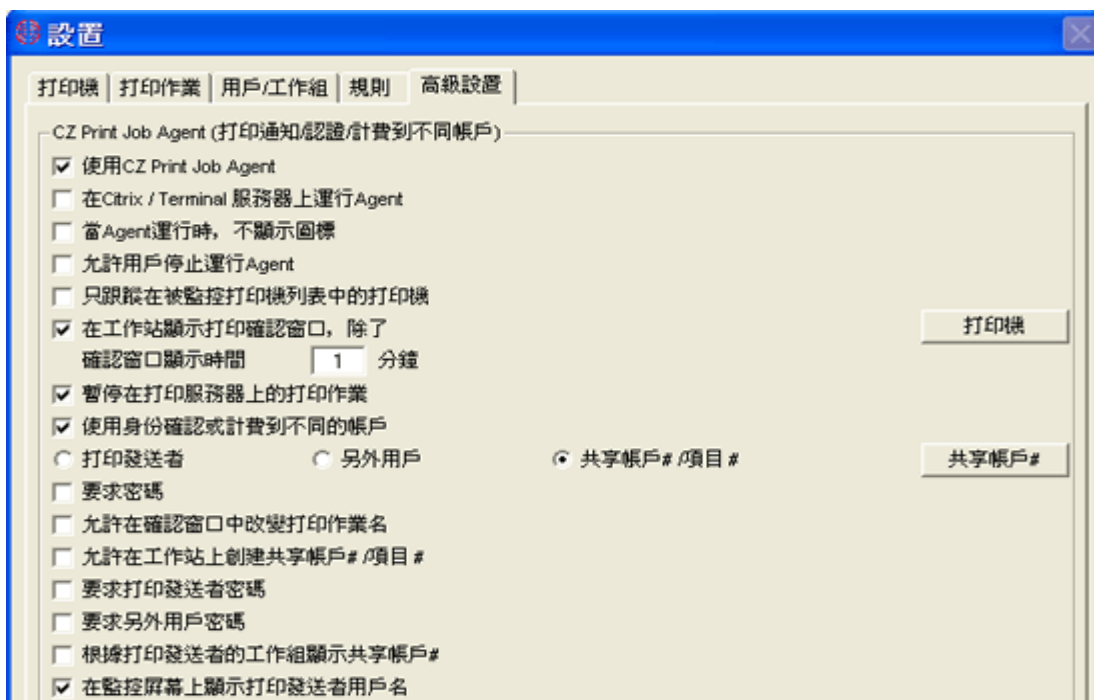 設置
打印機 打印作業 用戶/工作組 規則 高級設置
CZ Print Job Agent (打印通知/認證/計費到不同帳戶)
使用CZ Print Job Agent
在Citrix / Terminal 服務器上運行Agent
當Agent運行時，不顯示圖標
允許用戶停止運行Agent
只跟蹤在被監控打印機列表中的打印機
在工作站顯示打印確認窗口，除了 打印機
確認窗口顯示時間 1 分鐘
暫停在打印服務器上的打印作業
使用身份確認或計費到不同的帳戶
打印發送者 另外用戶 共享帳戶# /項目 # 共享帳戶#
要求密碼
允許在確認窗口中改變打印作業名
允許在工作站上創建共享帳戶# /項目 #
要求打印發送者密碼
要求另外用戶密碼
根據打印發送者的工作組顯示共享帳戶#
在監控屏幕上顯示打印發送者用戶名